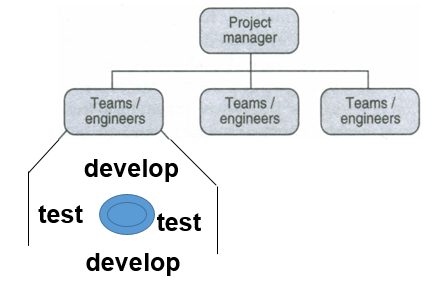 Project
manager
Teams /
engineers
Teams /
engineers
Teams /
engineers
develop
test
test
develop